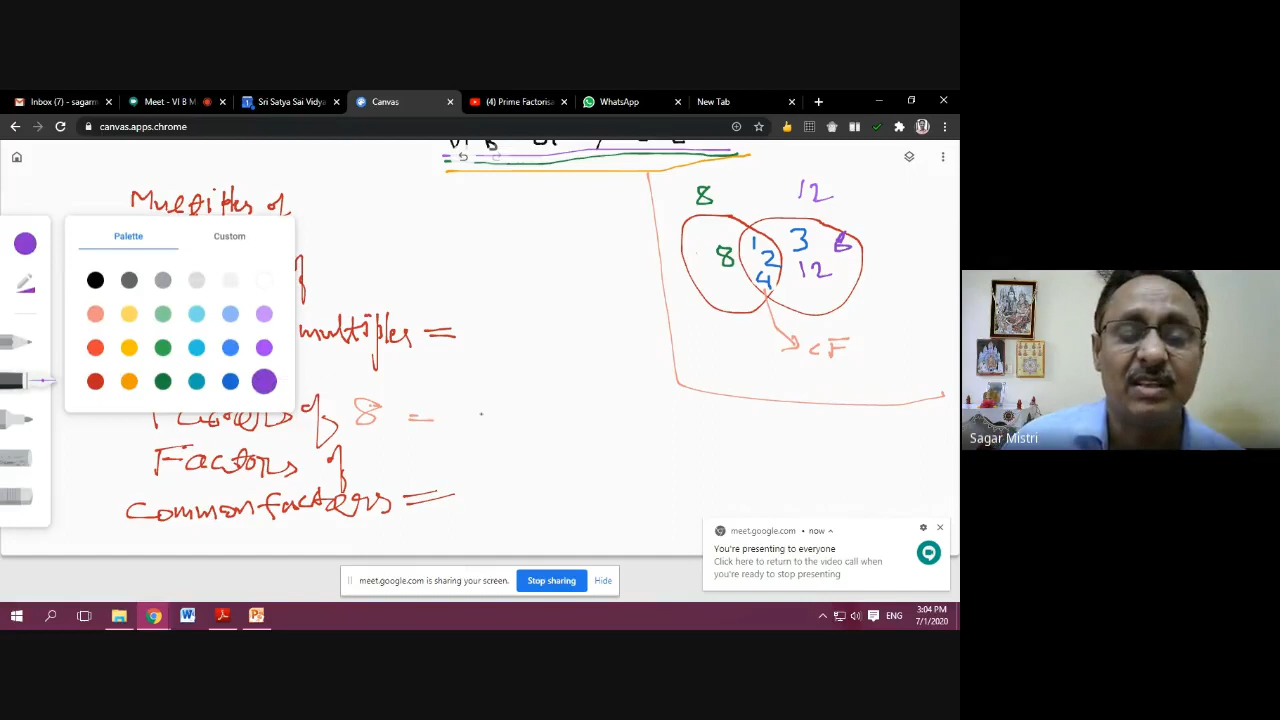 Inbox (7) - sagarm
Meet - VI B M
Sri Satya Sai Vidya
Canvas
(4) Prime Factorisa
WhatsApp
New Tab
canvas.apps.chrome
VI B
Multiples of
Palette
Custom
multiples =
Factors of 8 =
Factors of
Common factors =
8
12
8
1
2
4
3
6
12
CF
Sagar Mistri
meet.google.com • now
You're presenting to everyone
Click here to return to the video call when
you're ready to stop presenting
meet.google.com is sharing your screen.
Stop sharing
Hide
ENG
3:04 PM
7/1/2020